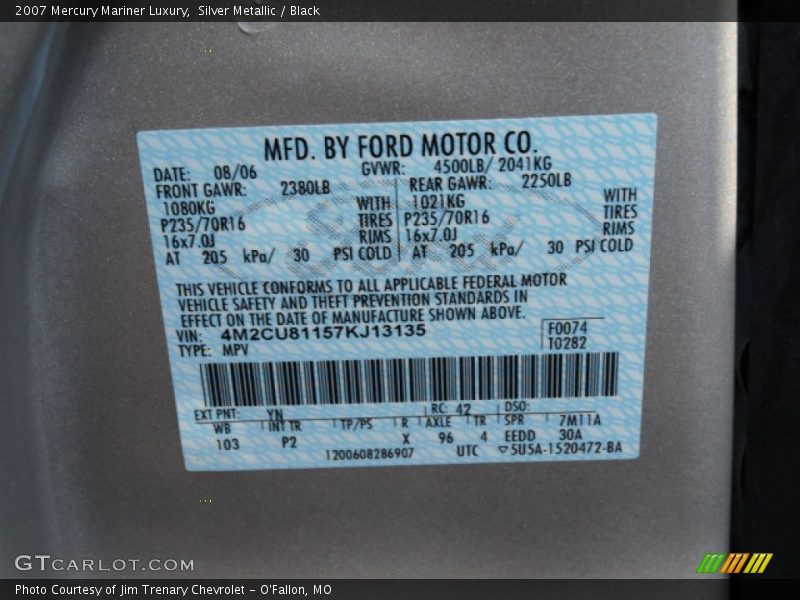 2007 Mercury Mariner Luxury,  Silver Metallic / Black
MFD. BY FORD MOTOR CO.
DATE: 08/06 GVWR: 4500LB/ 2041KG
FRONT GAWR: 2380LB REAR GAWR: 2250LB
1080KG WITH 1021KG WITH
P235/70R16 TIRES P235/70R16 TIRES
16x7.0J RIMS 16x7.0J RIMS
AT 205 kPa/ 30 PSI COLD AT 205 kPa/ 30 PSI COLD
THIS VEHICLE CONFORMS TO ALL APPLICABLE FEDERAL MOTOR
VEHICLE SAFETY AND THEFT PREVENTION STANDARDS IN
EFFECT ON THE DATE OF MANUFACTURE SHOWN ABOVE.
VIN: 4M2CU81157KJ13135 F0074
TYPE: MPV T0282
EXT PNT: YN RC: 42 DSO:
WB INT TR TP/PS R AXLE TR SPR 7M11A
103 P2 X 96 4 EEDD 30A
1200608286907 UTC ▽5U5A-1520472-BA
GTCARLOT.COM
Photo Courtesy of Jim Trenary Chevrolet - O'Fallon, MO